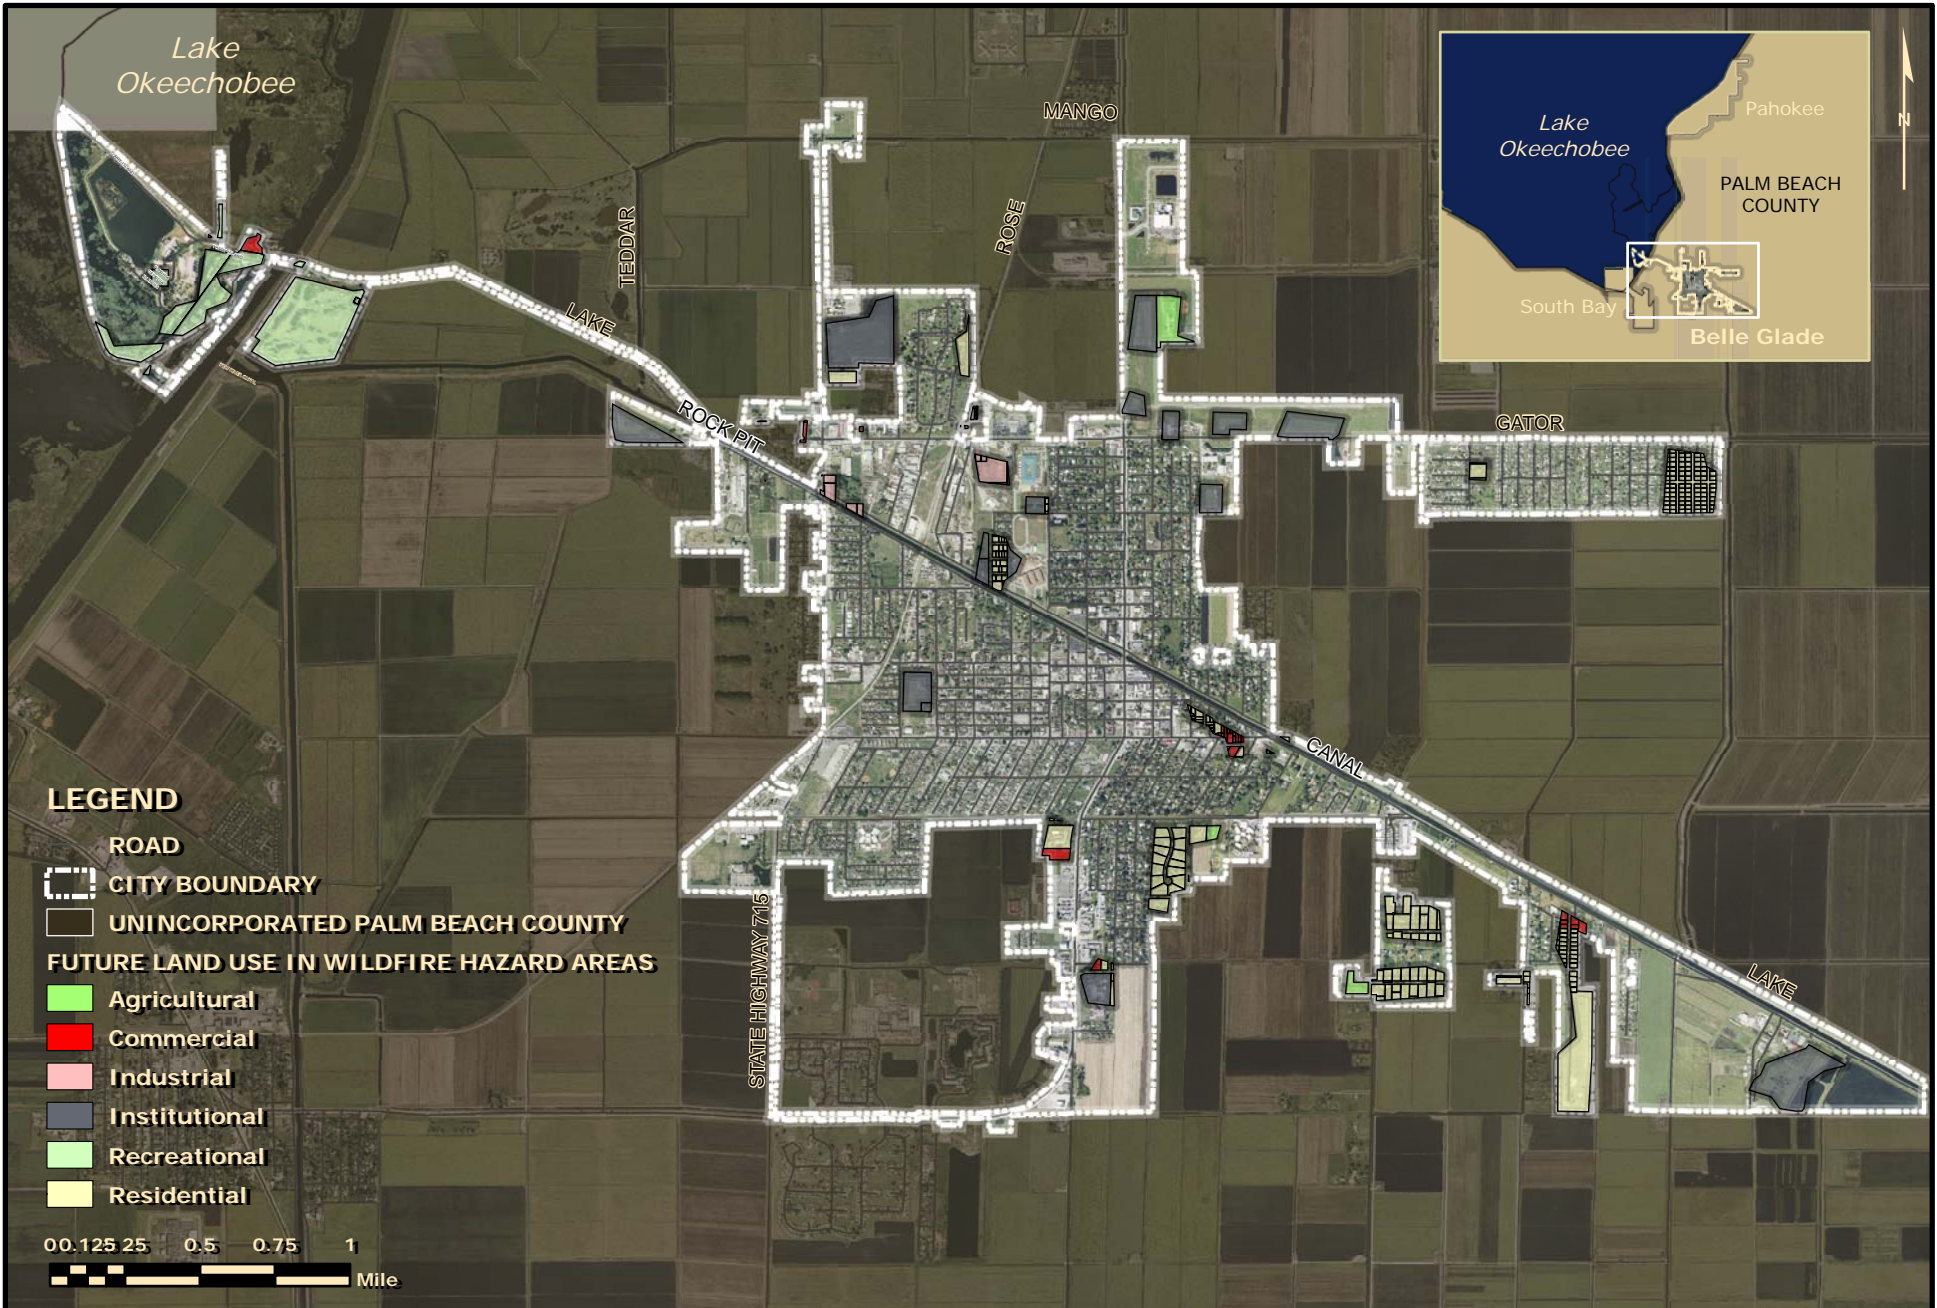 Lake
Okeechobee
MANGO
ROSE
TEDDAR
LAKE
ROCK PIT
GATOR
CANAL
LAKE
STATE HIGHWAY 715
Lake
Okeechobee
Pahokee
PALM BEACH
COUNTY
South Bay
Belle Glade
N
LEGEND
ROAD
CITY BOUNDARY
UNINCORPORATED PALM BEACH COUNTY
FUTURE LAND USE IN WILDFIRE HAZARD AREAS
Agricultural
Commercial
Industrial
Institutional
Recreational
Residential
0 0.125 0.25 0.5 0.75 1
Mile